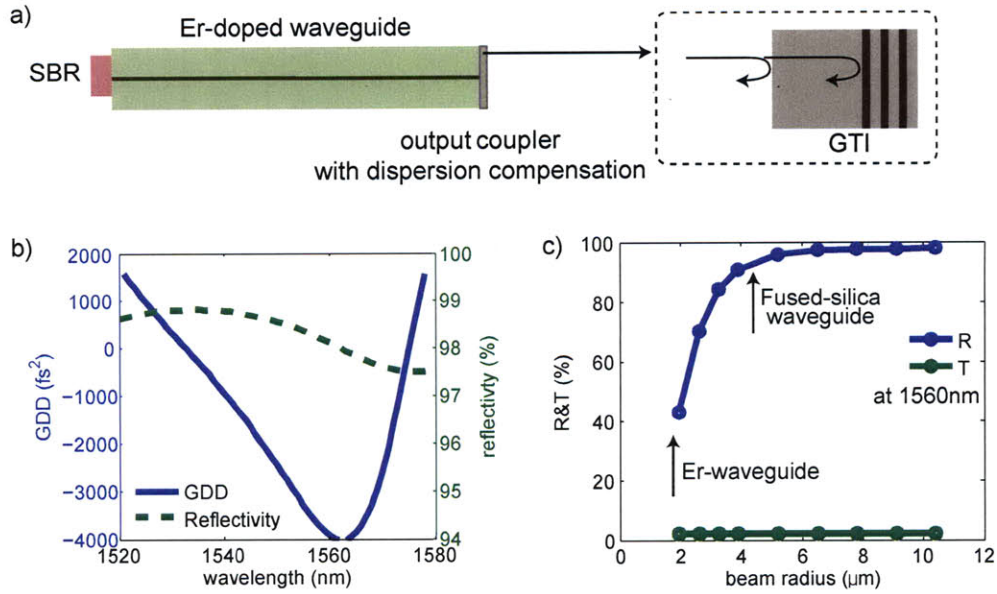 a)
Er-doped waveguide
SBR
output coupler
with dispersion compensation
GTI
b)
2000
1000
0
−1000
−2000
−3000
−4000
GDD (fs²)
GDD
Reflectivity
1520
1540
1560
1580
wavelength (nm)
100
99
98
97
96
95
94
reflectivity (%)
c)
100
80
60
40
20
0
R&T (%)
Fused-silica
waveguide
R
T
at 1560nm
Er-waveguide
0
2
4
6
8
10
12
beam radius (μm)